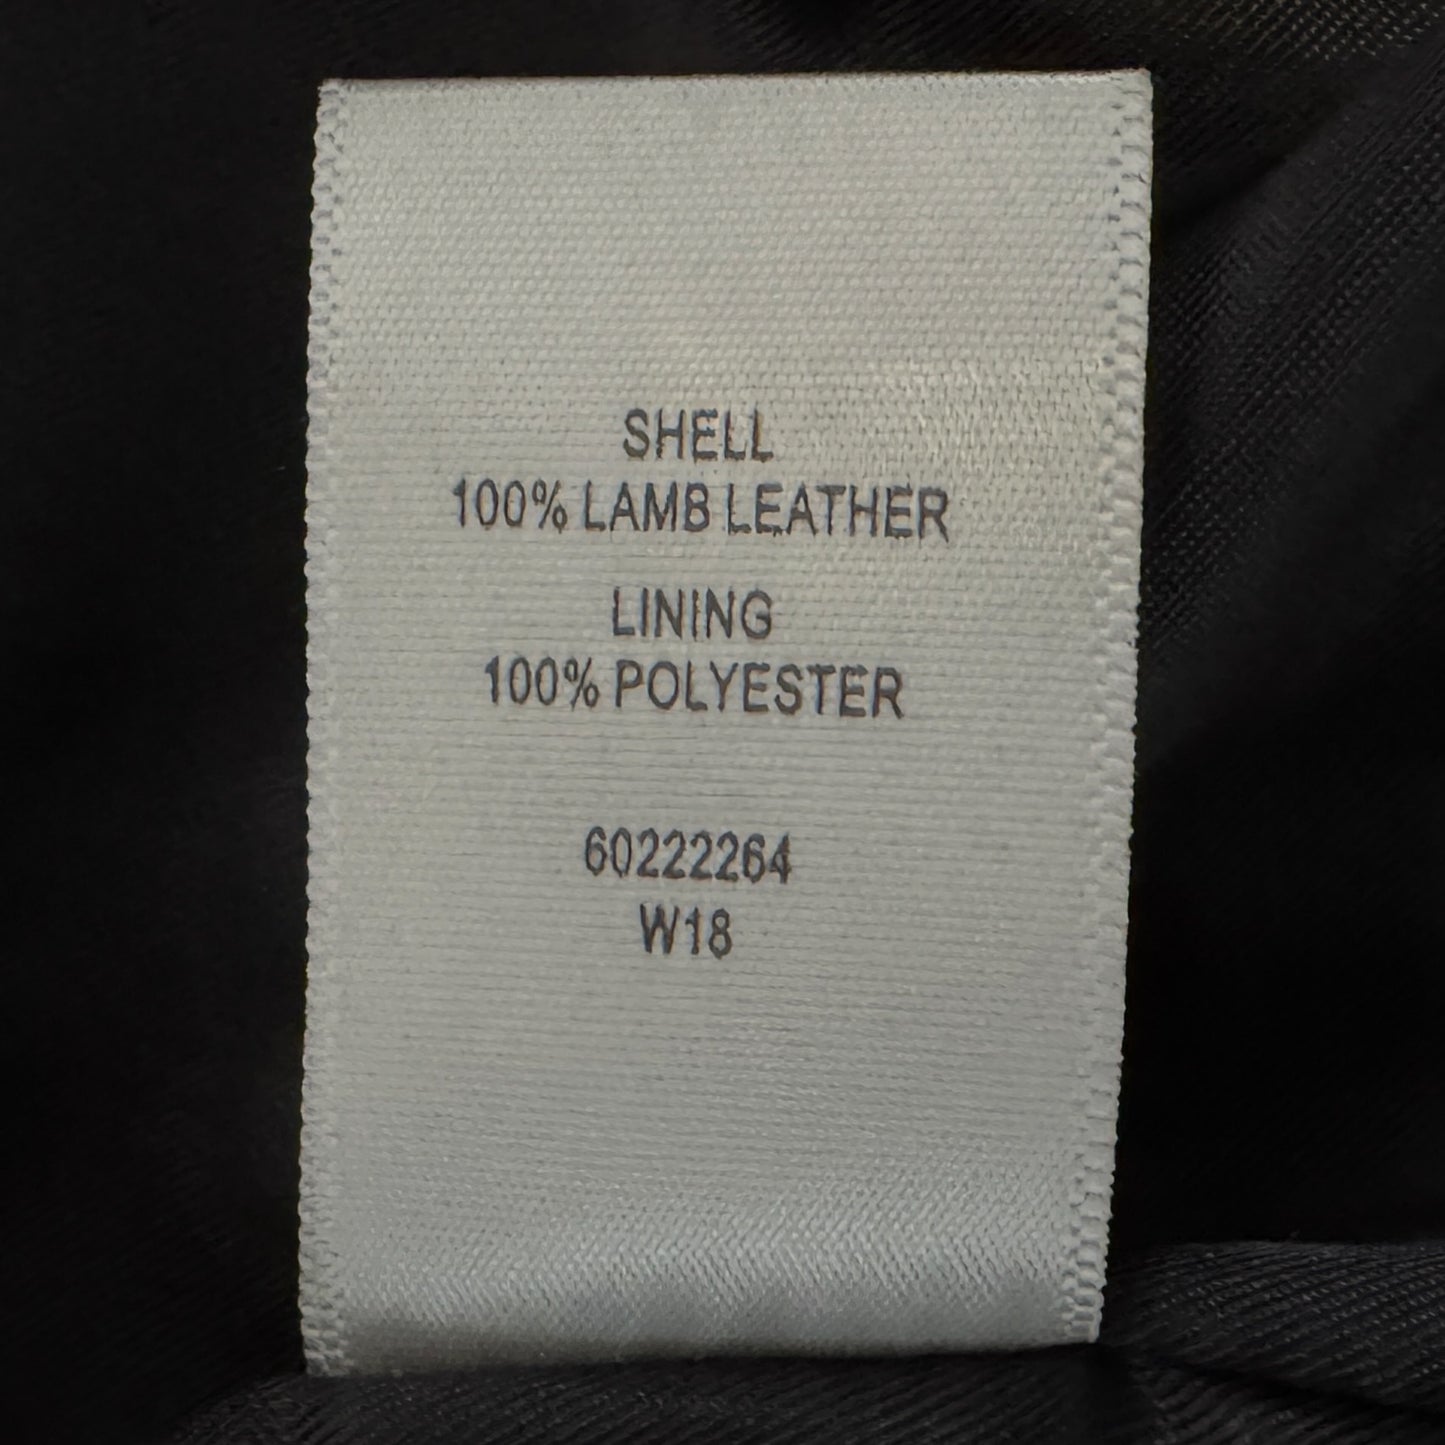 SHELL
100% LAMB LEATHER
LINING
100% POLYESTER
60222264
W18